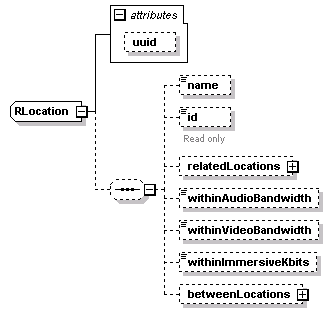 attributes
uuid
RLocation
name
id
Read only
relatedLocations
withinAudioBandwidth
withinVideoBandwidth
withinImmersiveKbits
betweenLocations